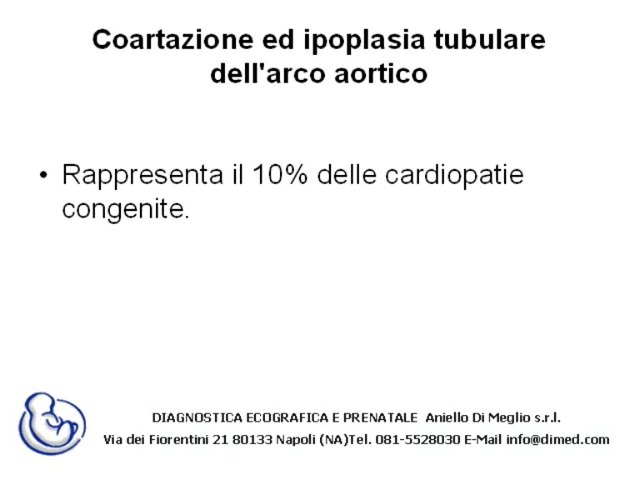 Coartazione ed ipoplasia tubulare
dell'arco aortico
• Rappresenta il 10% delle cardiopatie
congenite.
DIAGNOSTICA ECOGRAFICA E PRENATALE Aniello Di Meglio s.r.l.
Via dei Fiorentini 21 80133 Napoli (NA)Tel. 081-5528030 E-Mail info@dimed.com